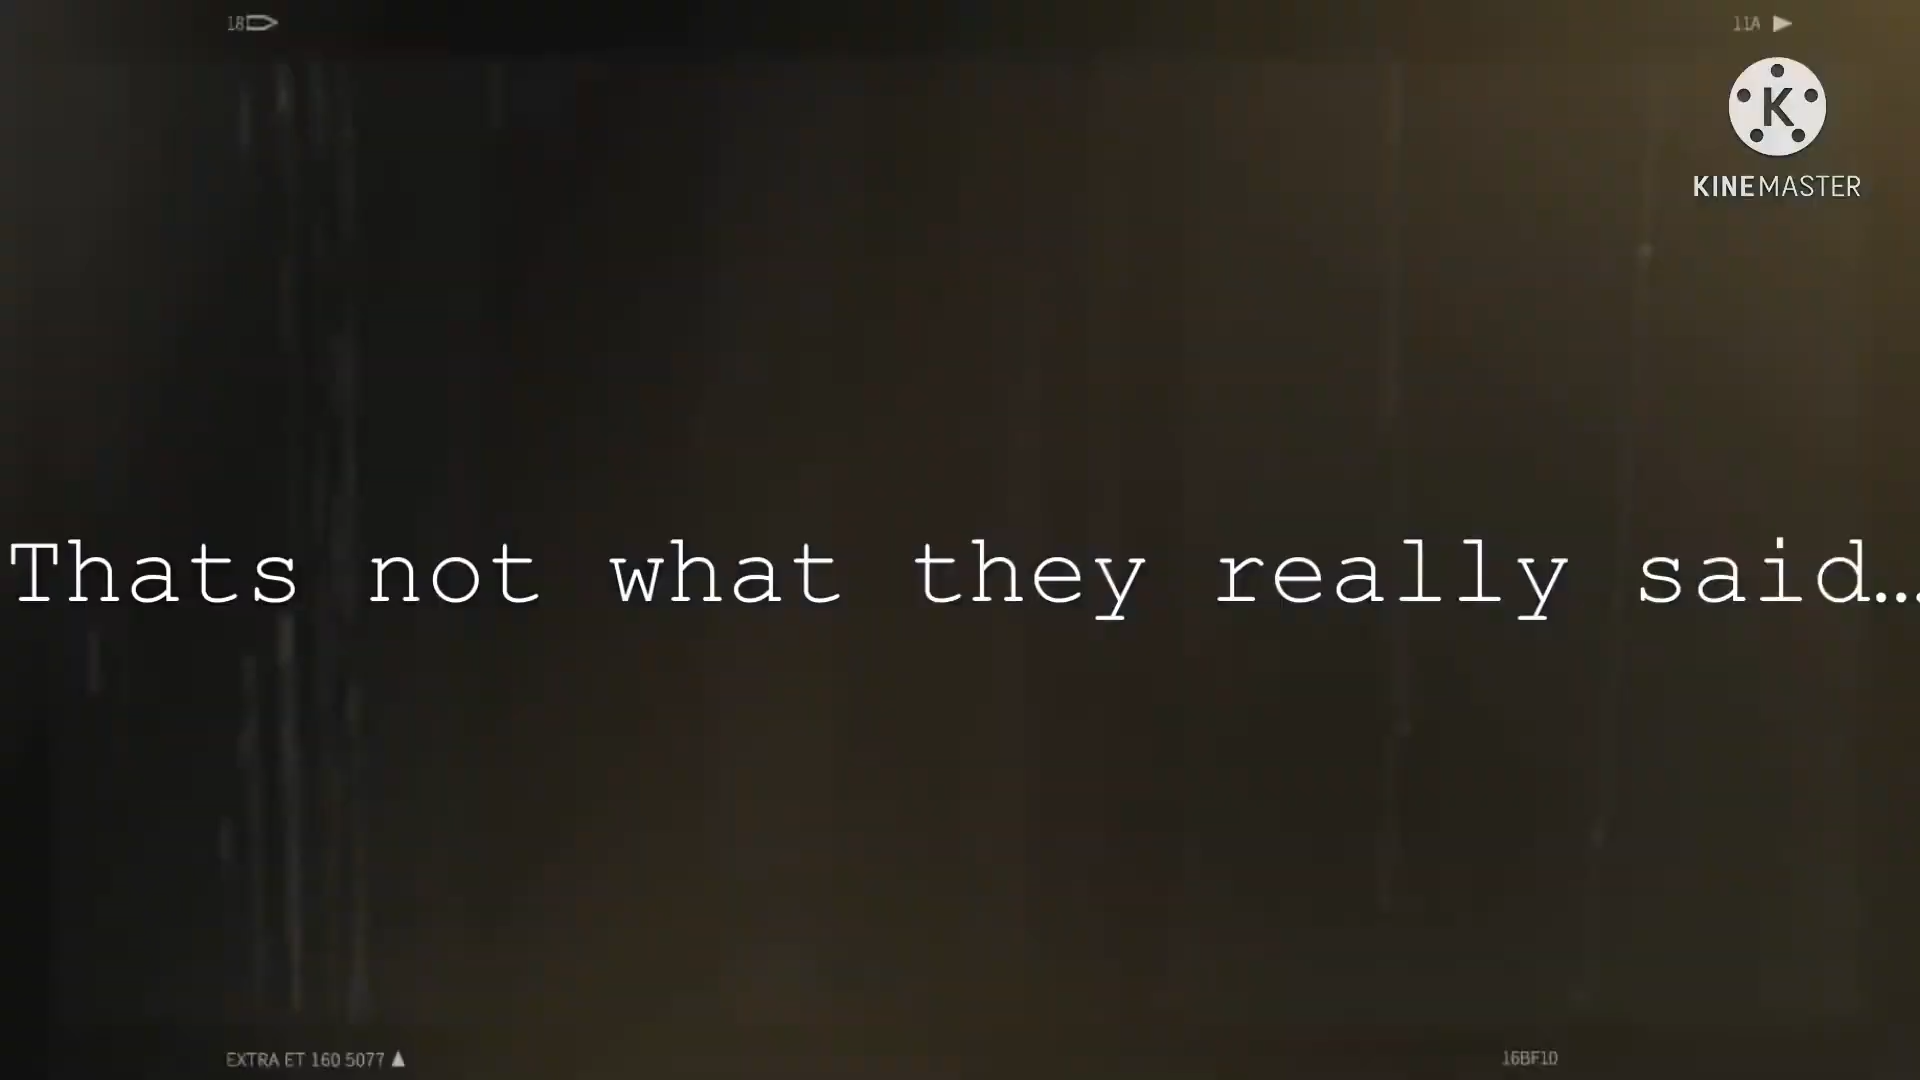 18
11A
K
KINEMASTER
Thats not what they really said...
EXTRA ET 160 5077
16BF10